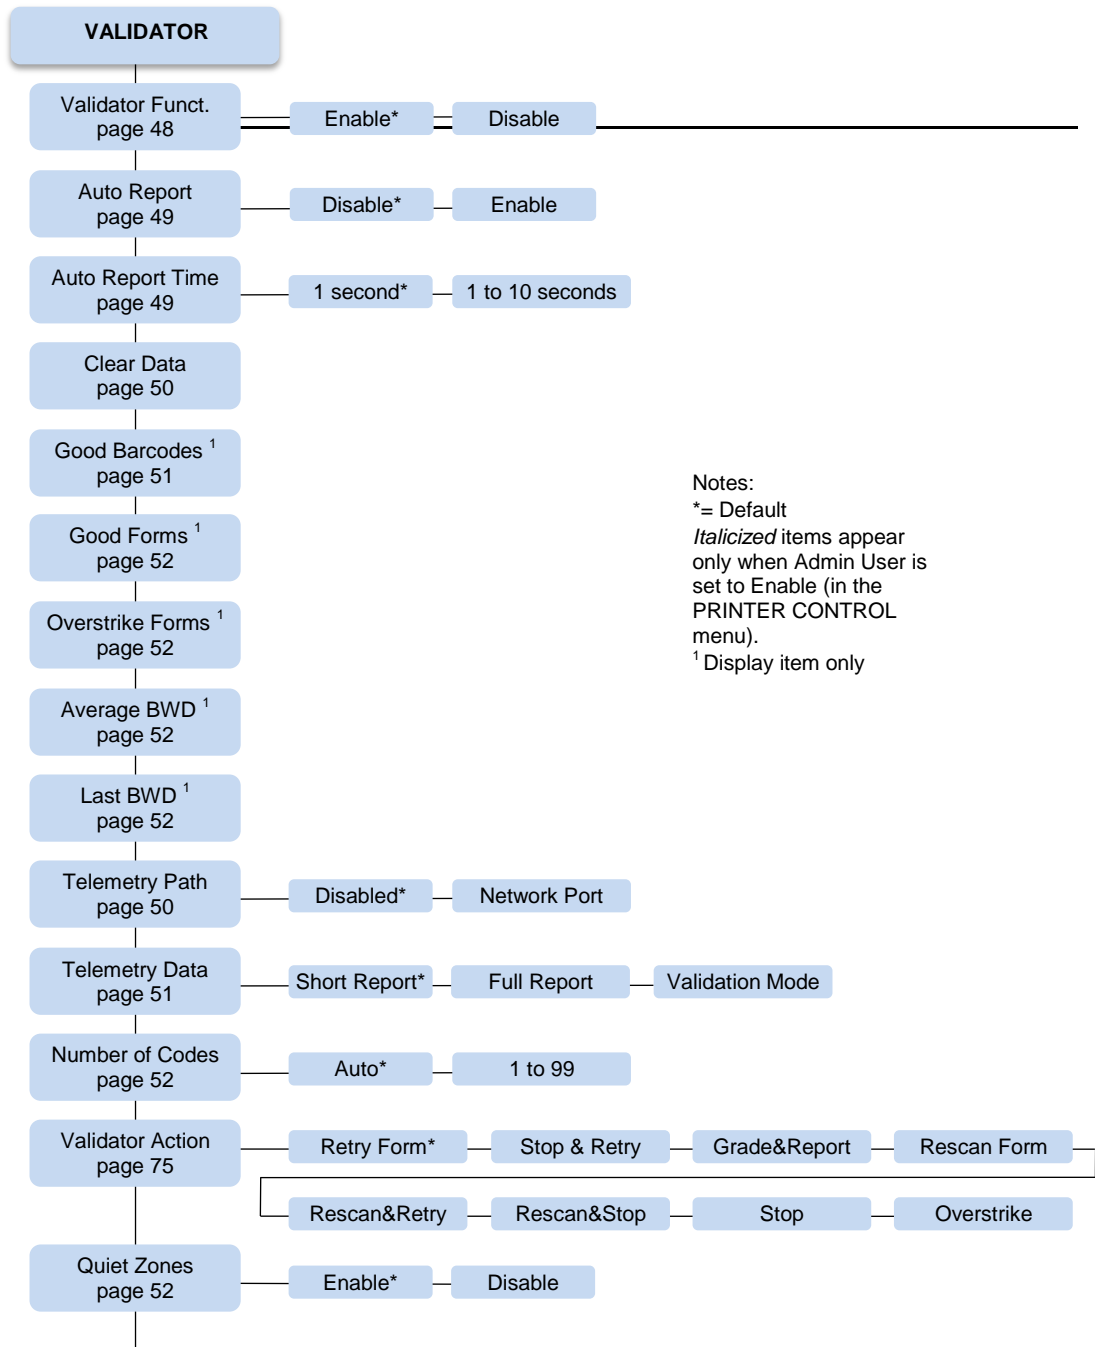 VALIDATOR
Validator Funct.
page 48
Enable*
Disable
Auto Report
page 49
Disable*
Enable
Auto Report Time
page 49
1 second*
1 to 10 seconds
Clear Data
page 50
Good Barcodes 1
page 51
Good Forms 1
page 52
Overstrike Forms 1
page 52
Average BWD 1
page 52
Last BWD 1
page 52
Notes:
*= Default
Italicized items appear
only when Admin User is
set to Enable (in the
PRINTER CONTROL
menu).
1 Display item only
Telemetry Path
page 50
Disabled*
Network Port
Telemetry Data
page 51
Short Report*
Full Report
Validation Mode
Number of Codes
page 52
Auto*
1 to 99
Validator Action
page 75
Retry Form*
Stop & Retry
Grade&Report
Rescan Form
Rescan&Retry
Rescan&Stop
Stop
Overstrike
Quiet Zones
page 52
Enable*
Disable